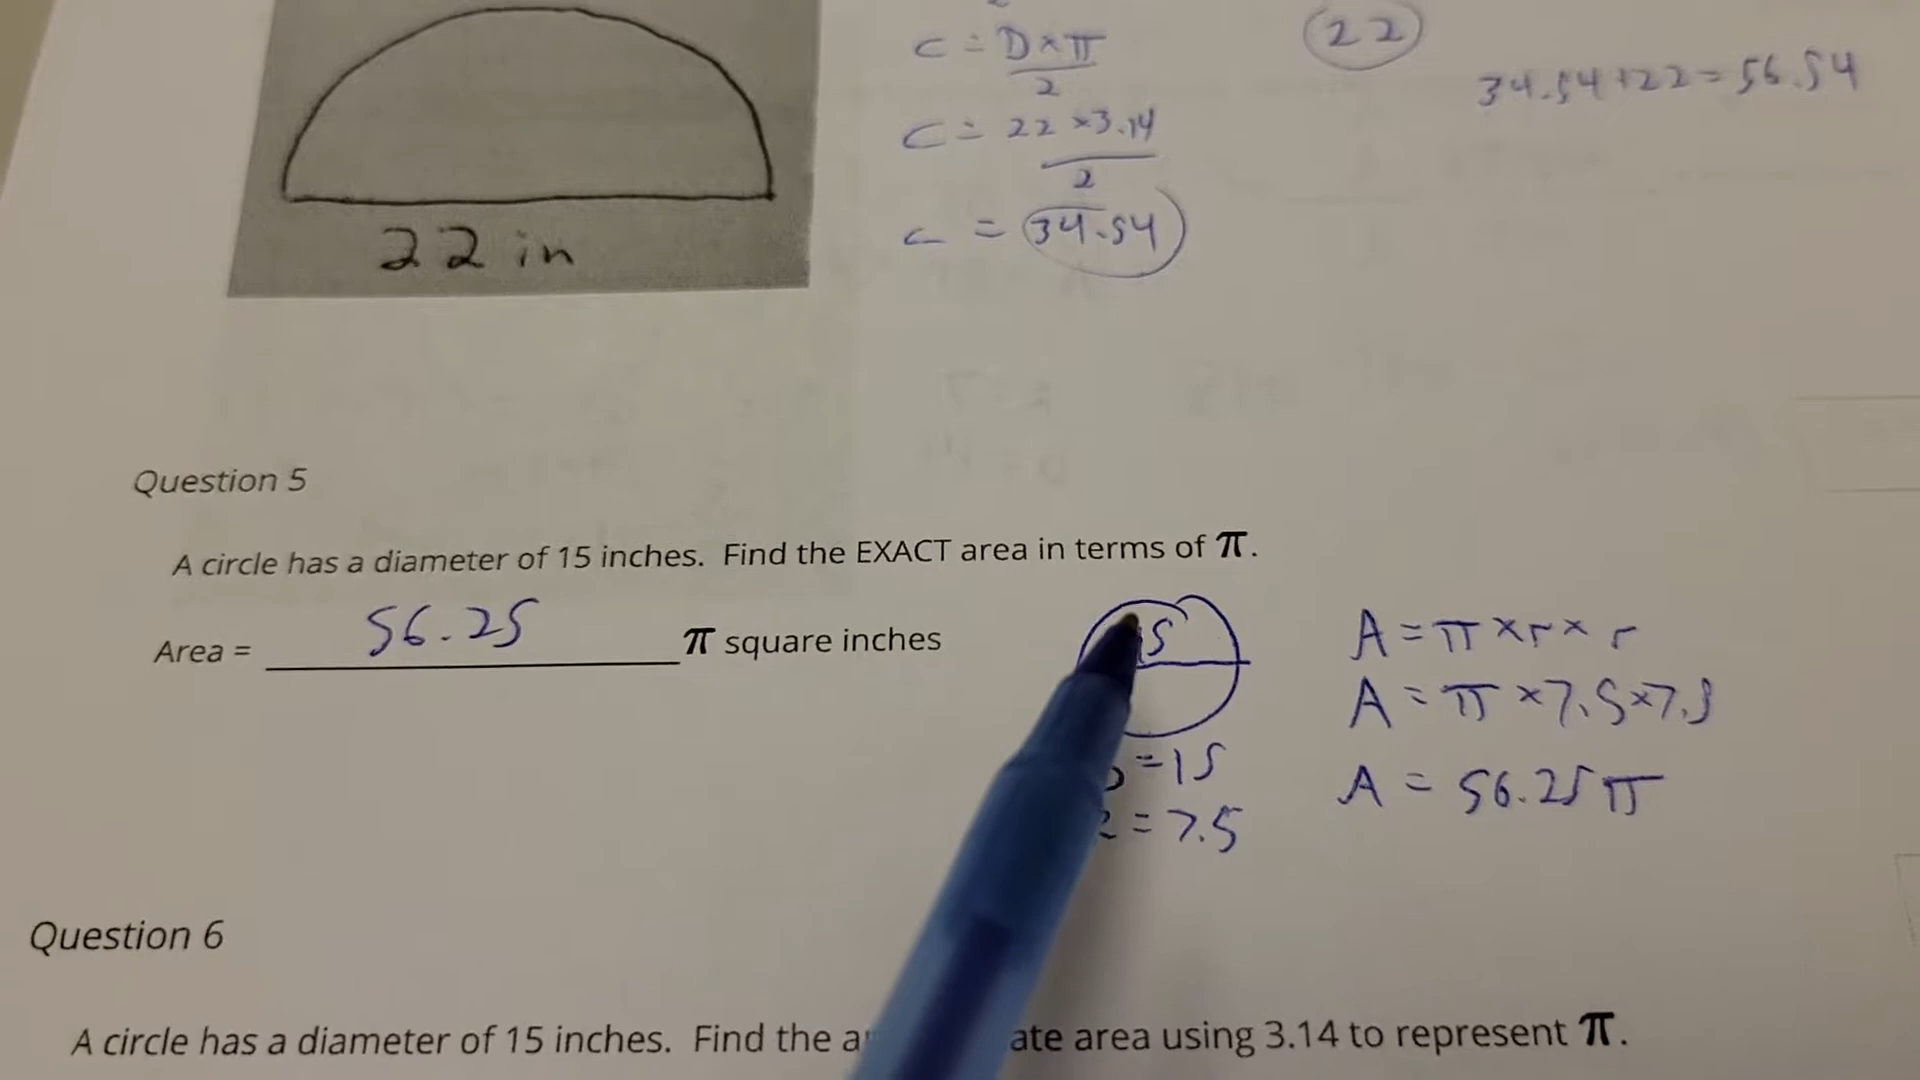 C = D × π
2
C = 22 × 3.14
2
C = 34.54
22
34.54 + 22 = 56.54
22 in
Question 5
A circle has a diameter of 15 inches. Find the EXACT area in terms of π.
Area = 56.25 π square inches
= 15
= 7.5
A = π × r × r
A = π × 7.5 × 7.5
A = 56.25 π
Question 6
A circle has a diameter of 15 inches. Find the area using 3.14 to represent π.